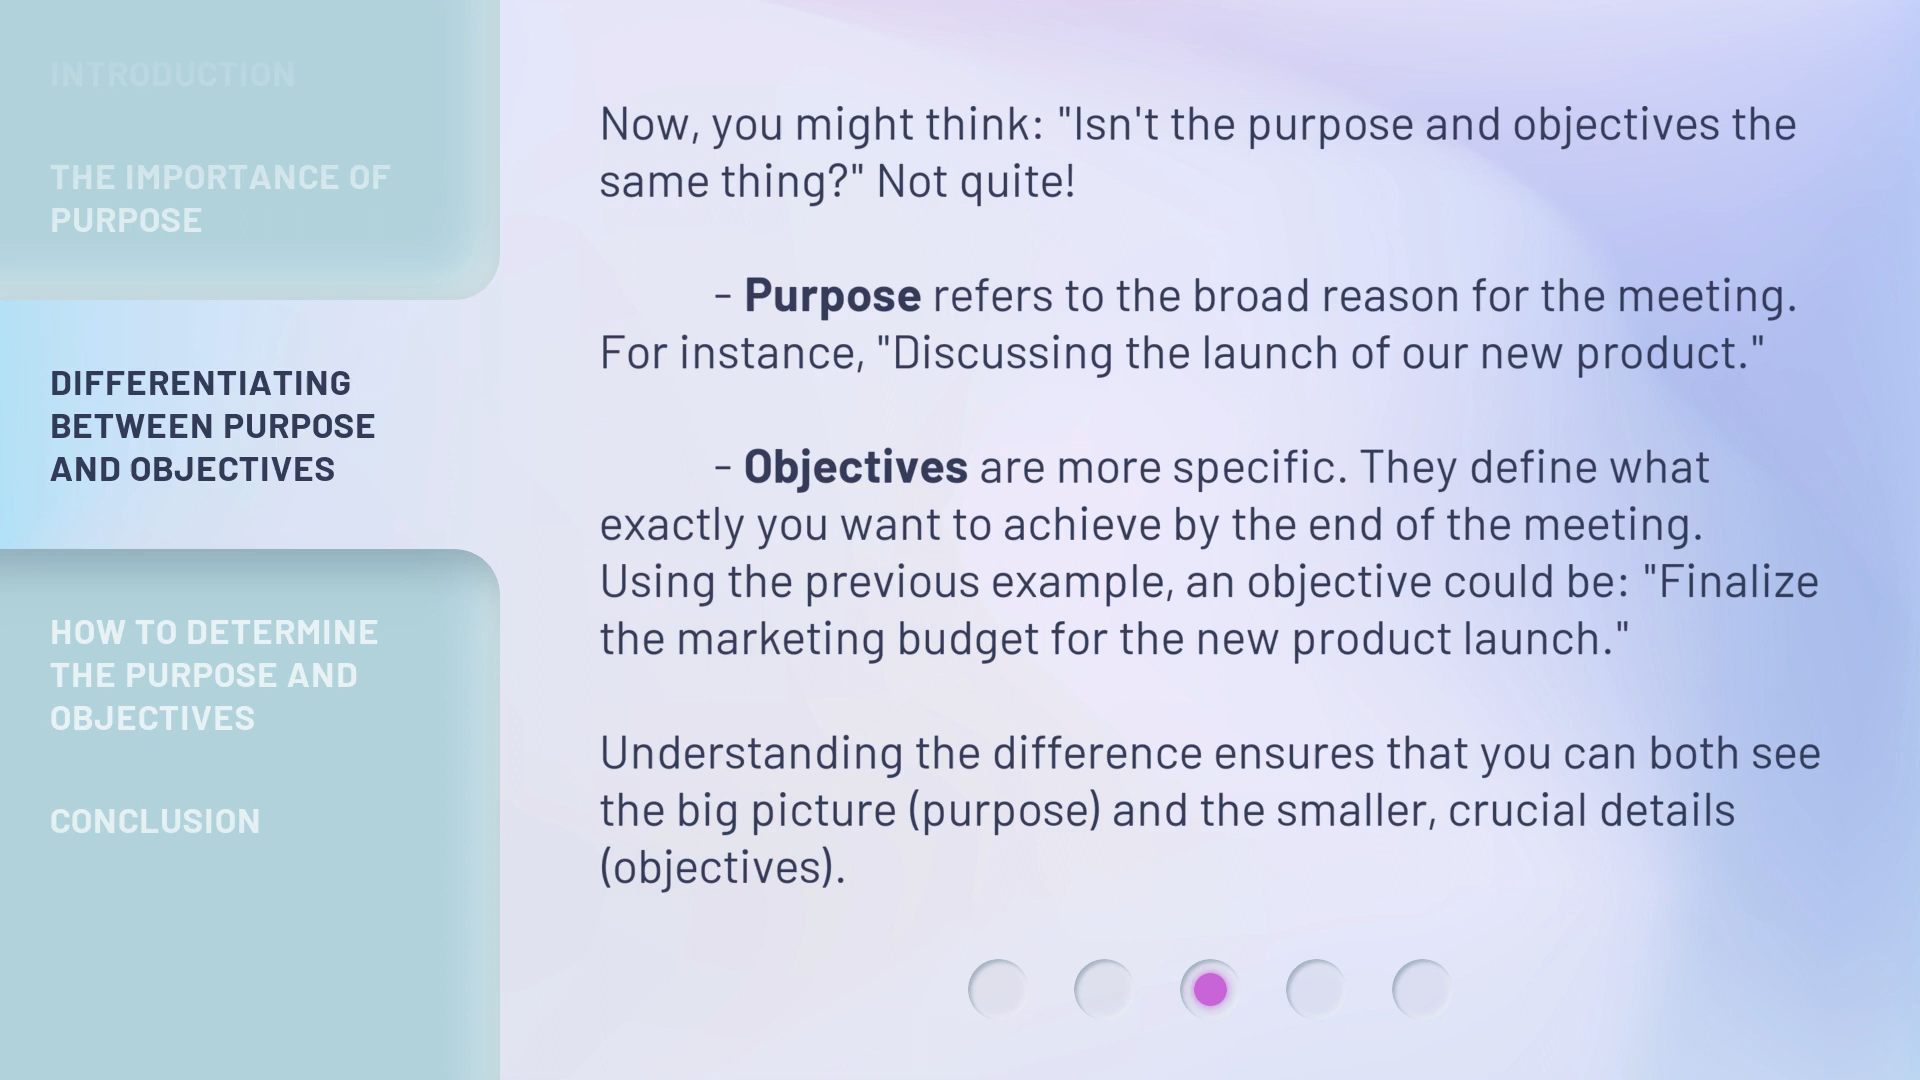 INTRODUCTION
THE IMPORTANCE OF
PURPOSE
DIFFERENTIATING
BETWEEN PURPOSE
AND OBJECTIVES
HOW TO DETERMINE
THE PURPOSE AND
OBJECTIVES
CONCLUSION
Now, you might think: "Isn't the purpose and objectives the
same thing?" Not quite!
- Purpose refers to the broad reason for the meeting.
For instance, "Discussing the launch of our new product."
- Objectives are more specific. They define what
exactly you want to achieve by the end of the meeting.
Using the previous example, an objective could be: "Finalize
the marketing budget for the new product launch."
Understanding the difference ensures that you can both see
the big picture (purpose) and the smaller, crucial details
(objectives).